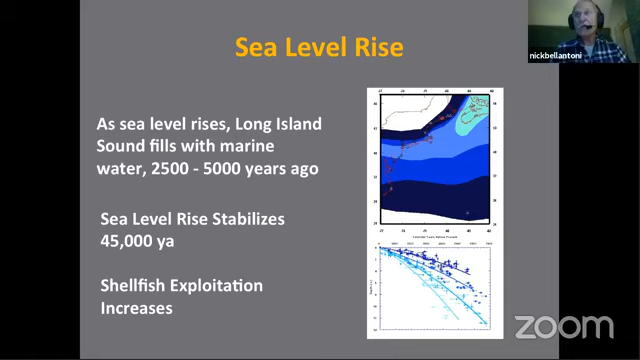 Sea Level Rise
nickbellantoni
As sea level rises, Long Island
Sound fills with marine
water, 2500 - 5000 years ago
Sea Level Rise Stabilizes
45,000 ya
Shellfish Exploitation
Increases
zoom